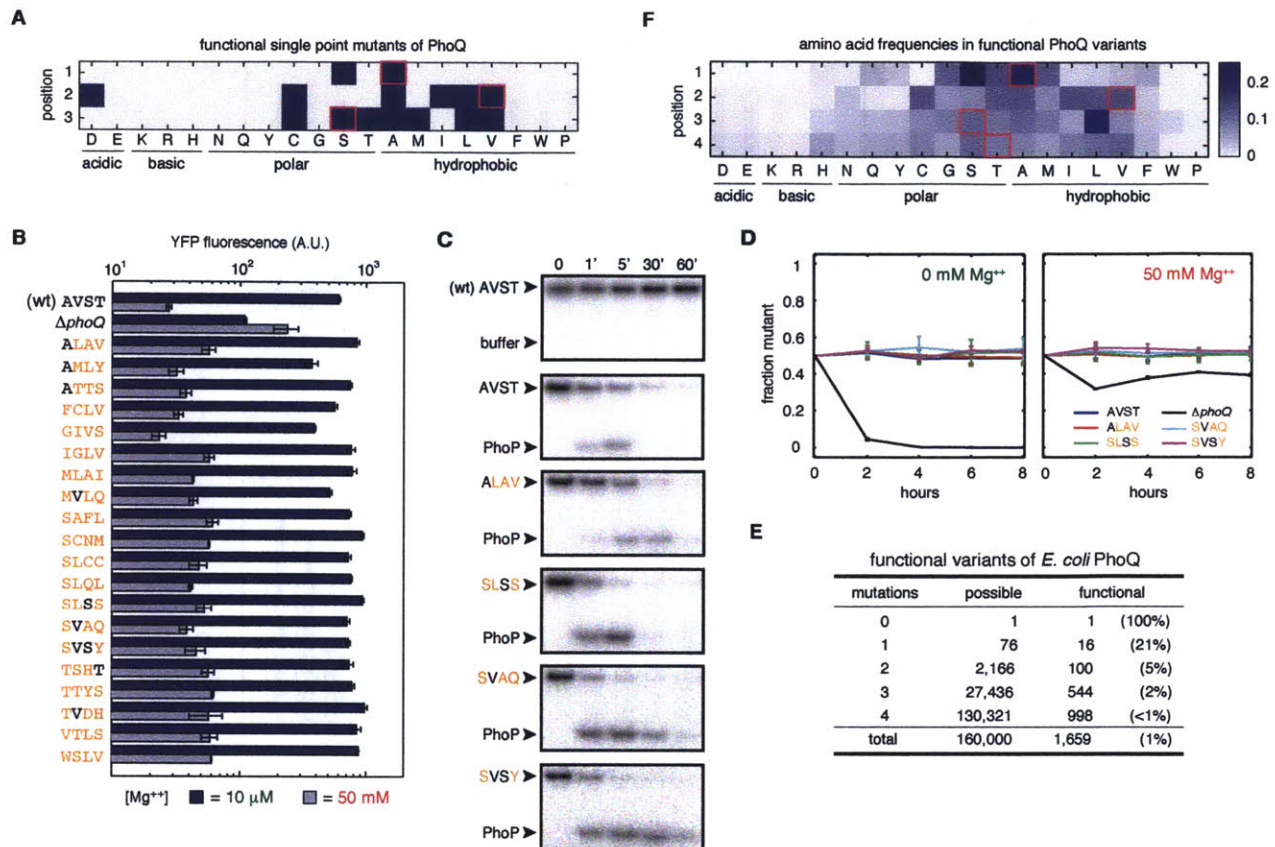 A
functional single point mutants of PhoQ
position
1
2
3
D E K R H N Q Y C G S T A M I L V F W P
acidic basic polar hydrophobic
F
amino acid frequencies in functional PhoQ variants
position
1
2
3
4
0.2
0.1
0
D E K R H N Q Y C G S T A M I L V F W P
acidic basic polar hydrophobic
B
YFP fluorescence (A.U.)
10¹ 10² 10³
(wt) AVST
ΔphoQ
ALAV
AMLY
ATTS
FCLV
GIVS
IGLV
MLAI
MVLQ
SAFL
SCNM
SLCC
SLQL
SLSS
SVAQ
SVSY
TSHT
TTYS
TVDH
VTLS
WSLV
10¹ 10² 10³
[Mg⁺⁺] = 10 µM = 50 mM
C
0 1' 5' 30' 60'
(wt) AVST
buffer
AVST
PhoP
ALAV
PhoP
SLSS
PhoP
SVAQ
PhoP
SVSY
PhoP
D
0 mM Mg⁺⁺
50 mM Mg⁺⁺
fraction mutant
1
0.8
0.6
0.4
0.2
0
AVST ΔphoQ
ALAV SVAQ
SLSS SVSY
0 2 4 6 8
hours
0 2 4 6 8
hours
E
functional variants of E. coli PhoQ
mutations possible functional
0 1 1 (100%)
1 76 16 (21%)
2 2,166 100 (5%)
3 27,436 544 (2%)
4 130,321 998 (<1%)
total 160,000 1,659 (1%)